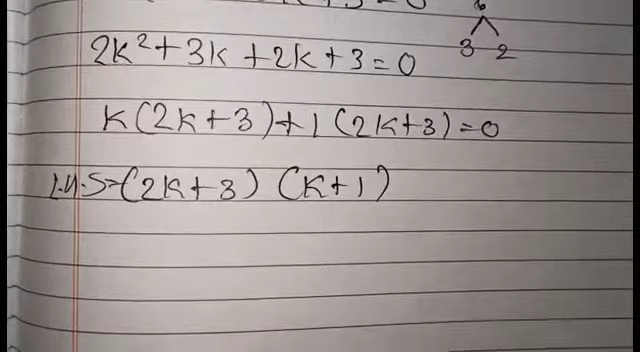 6
3 2
2k² + 3k + 2k + 3 = 0
k(2k+3)+1(2k+3)=0
L.H.S=(2k+3) (k+1)